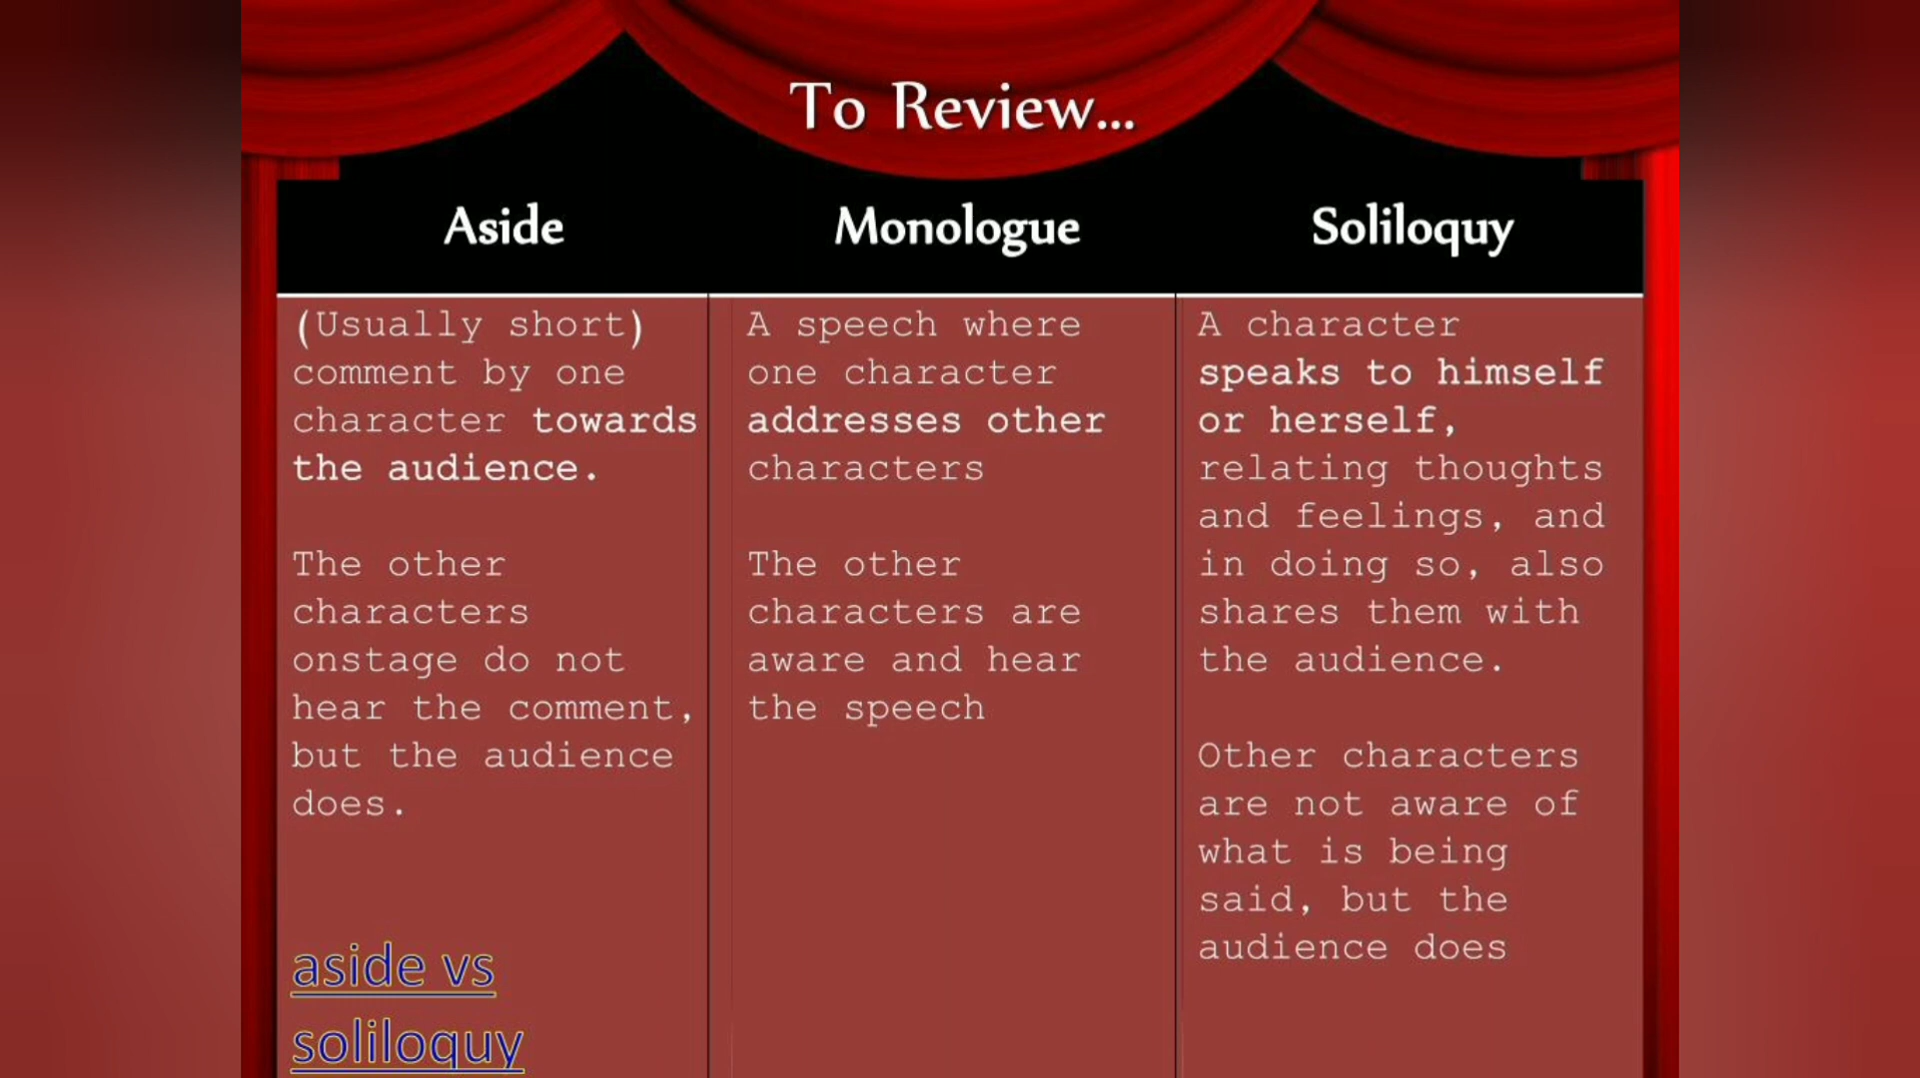 To Review...
Aside
Monologue
Soliloquy
(Usually short)
comment by one
character towards
the audience.
The other
characters
onstage do not
hear the comment,
but the audience
does.
aside vs
soliloquy
A speech where
one character
addresses other
characters
The other
characters are
aware and hear
the speech
A character
speaks to himself
or herself,
relating thoughts
and feelings, and
in doing so, also
shares them with
the audience.
Other characters
are not aware of
what is being
said, but the
audience does